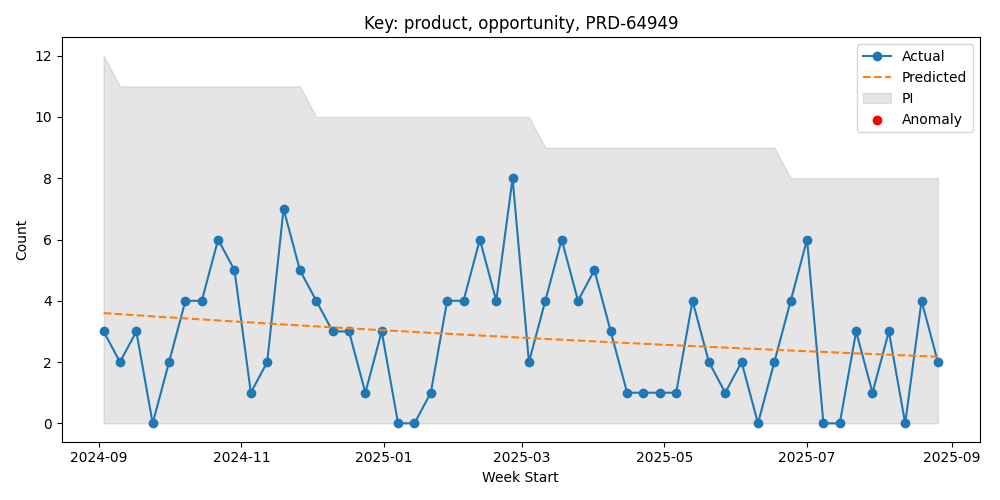 Key: product, opportunity, PRD-64949
Actual
Predicted
PI
Anomaly
Count
12
10
8
6
4
2
0
2024-09 2024-11 2025-01 2025-03 2025-05 2025-07 2025-09
Week Start